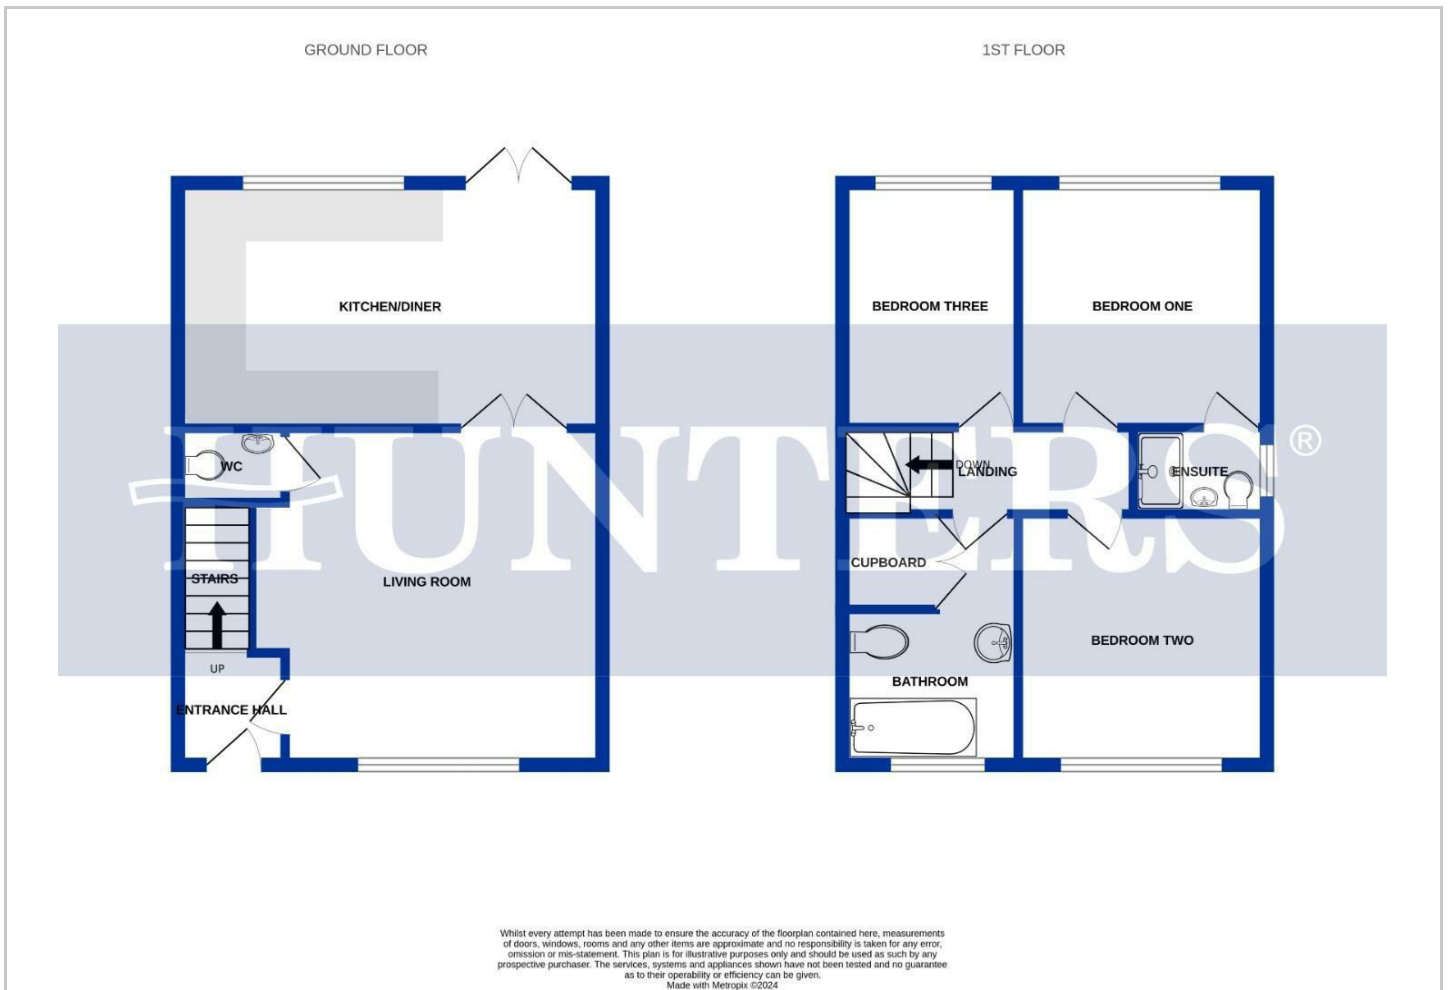 GROUND FLOOR
1ST FLOOR
KITCHEN/DINER
BEDROOM THREE
BEDROOM ONE
HUNTERS®
WC
DOWN
LANDING
ENSUITE
STAIRS
LIVING ROOM
CUPBOARD
BEDROOM TWO
UP
BATHROOM
ENTRANCE HALL
Whilst every attempt has been made to ensure the accuracy of the floorplan contained here, measurements
of doors, windows, rooms and any other items are approximate and no responsibility is taken for any error,
omission or mis-statement. This plan is for illustrative purposes only and should be used as such by any
prospective purchaser. The services, systems and appliances shown have not been tested and no guarantee
as to their operability or efficiency can be given.
Made with Metropix ©2024